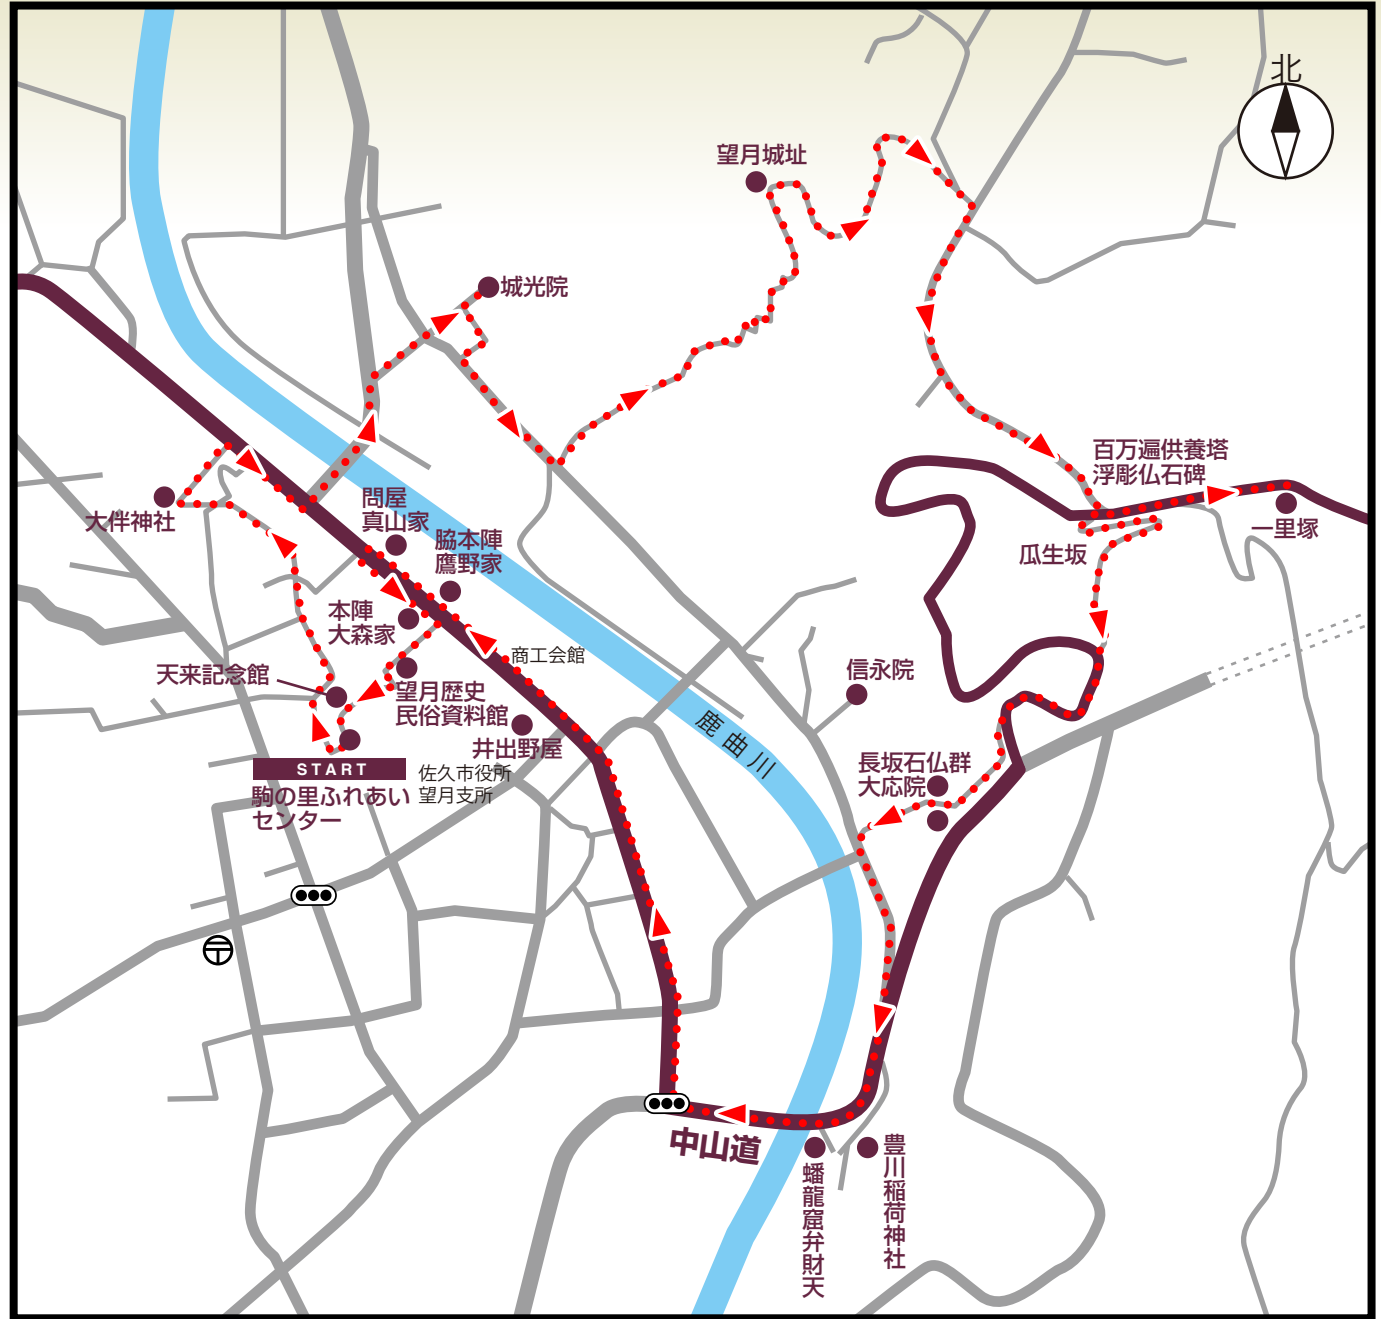 北
望月城址
城光院
百万遍供養塔
浮彫仏石碑
一里塚
瓜生坂
大伴神社
問屋
真山家
脇本陣
鷹野家
本陣
大森家
商工会館
天来記念館
望月歴史
民俗資料館
井出野屋
信永院
鹿曲川
長坂石仏群
大応院
START
駒の里ふれあい
センター
佐久市役所
望月支所
中山道
蟠龍窟弁財天
豊川稲荷神社